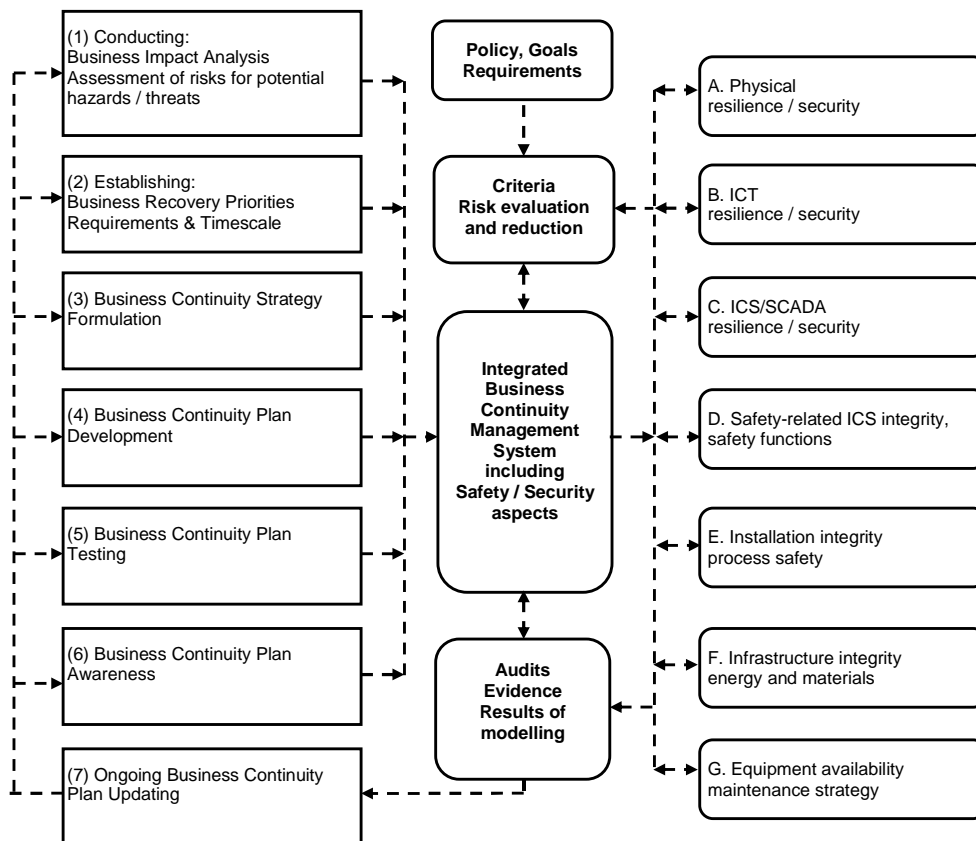 (1) Conducting:
Business Impact Analysis
Assessment of risks for potential
hazards / threats
(2) Establishing:
Business Recovery Priorities
Requirements & Timescale
(3) Business Continuity Strategy
Formulation
(4) Business Continuity Plan
Development
(5) Business Continuity Plan
Testing
(6) Business Continuity Plan
Awareness
(7) Ongoing Business Continuity
Plan Updating
Policy, Goals
Requirements
Criteria
Risk evaluation
and reduction
Integrated
Business
Continuity
Management
System
including
Safety / Security
aspects
Audits
Evidence
Results of
modelling
A. Physical
resilience / security
B. ICT
resilience / security
C. ICS/SCADA
resilience / security
D. Safety-related ICS integrity,
safety functions
E. Installation integrity
process safety
F. Infrastructure integrity
energy and materials
G. Equipment availability
maintenance strategy